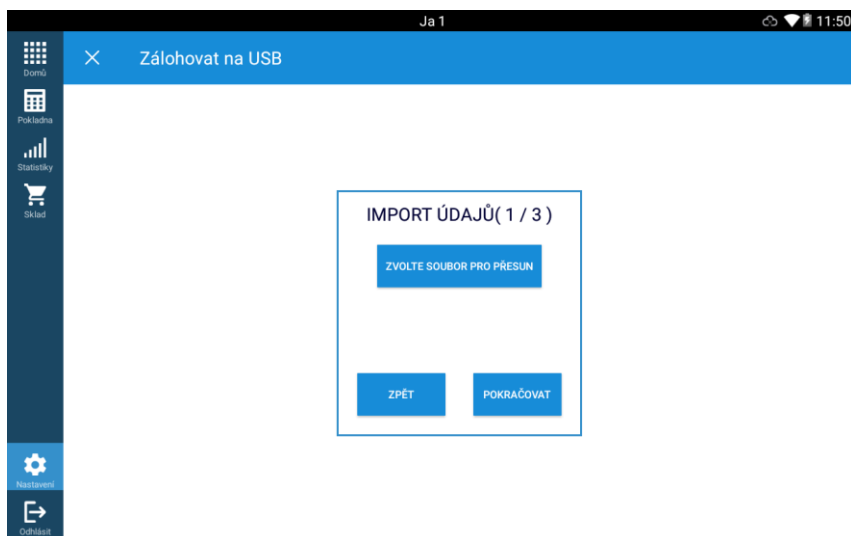 Ja 1
11:50
Domů
Zálohovat na USB
Pokladna
Statistiky
Sklad
IMPORT ÚDAJŮ( 1 / 3 )
ZVOLTE SOUBOR PRO PŘESUN
ZPĚT
POKRAČOVAT
Nastavení
Odhlásit